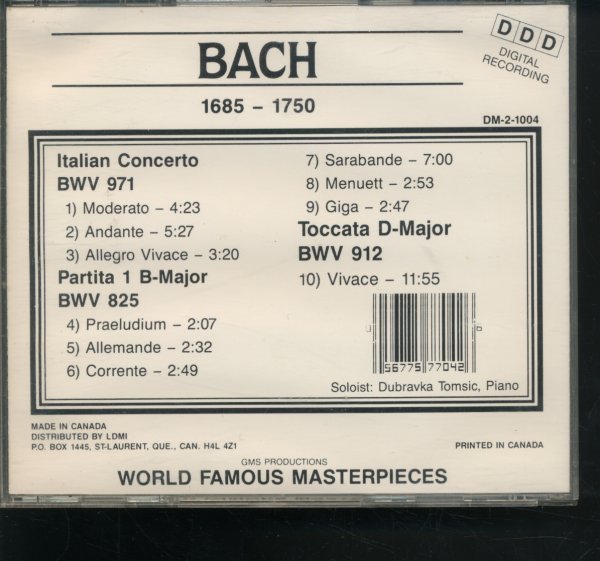 BACH
1685 – 1750
DDD
DIGITAL
RECORDING
DM-2-1004
Italian Concerto
BWV 971
1) Moderato – 4:23
2) Andante – 5:27
3) Allegro Vivace – 3:20
Partita 1 B-Major
BWV 825
4) Praeludium – 2:07
5) Allemande – 2:32
6) Corrente – 2:49
7) Sarabande – 7:00
8) Menuett – 2:53
9) Giga – 2:47
Toccata D-Major
BWV 912
10) Vivace – 11:55
56775 77042
Soloist: Dubravka Tomsic, Piano
MADE IN CANADA
DISTRIBUTED BY LDMI
P.O. BOX 1445, ST-LAURENT, QUE., CAN. H4L 4Z1
PRINTED IN CANADA
GMS PRODUCTIONS
WORLD FAMOUS MASTERPIECES